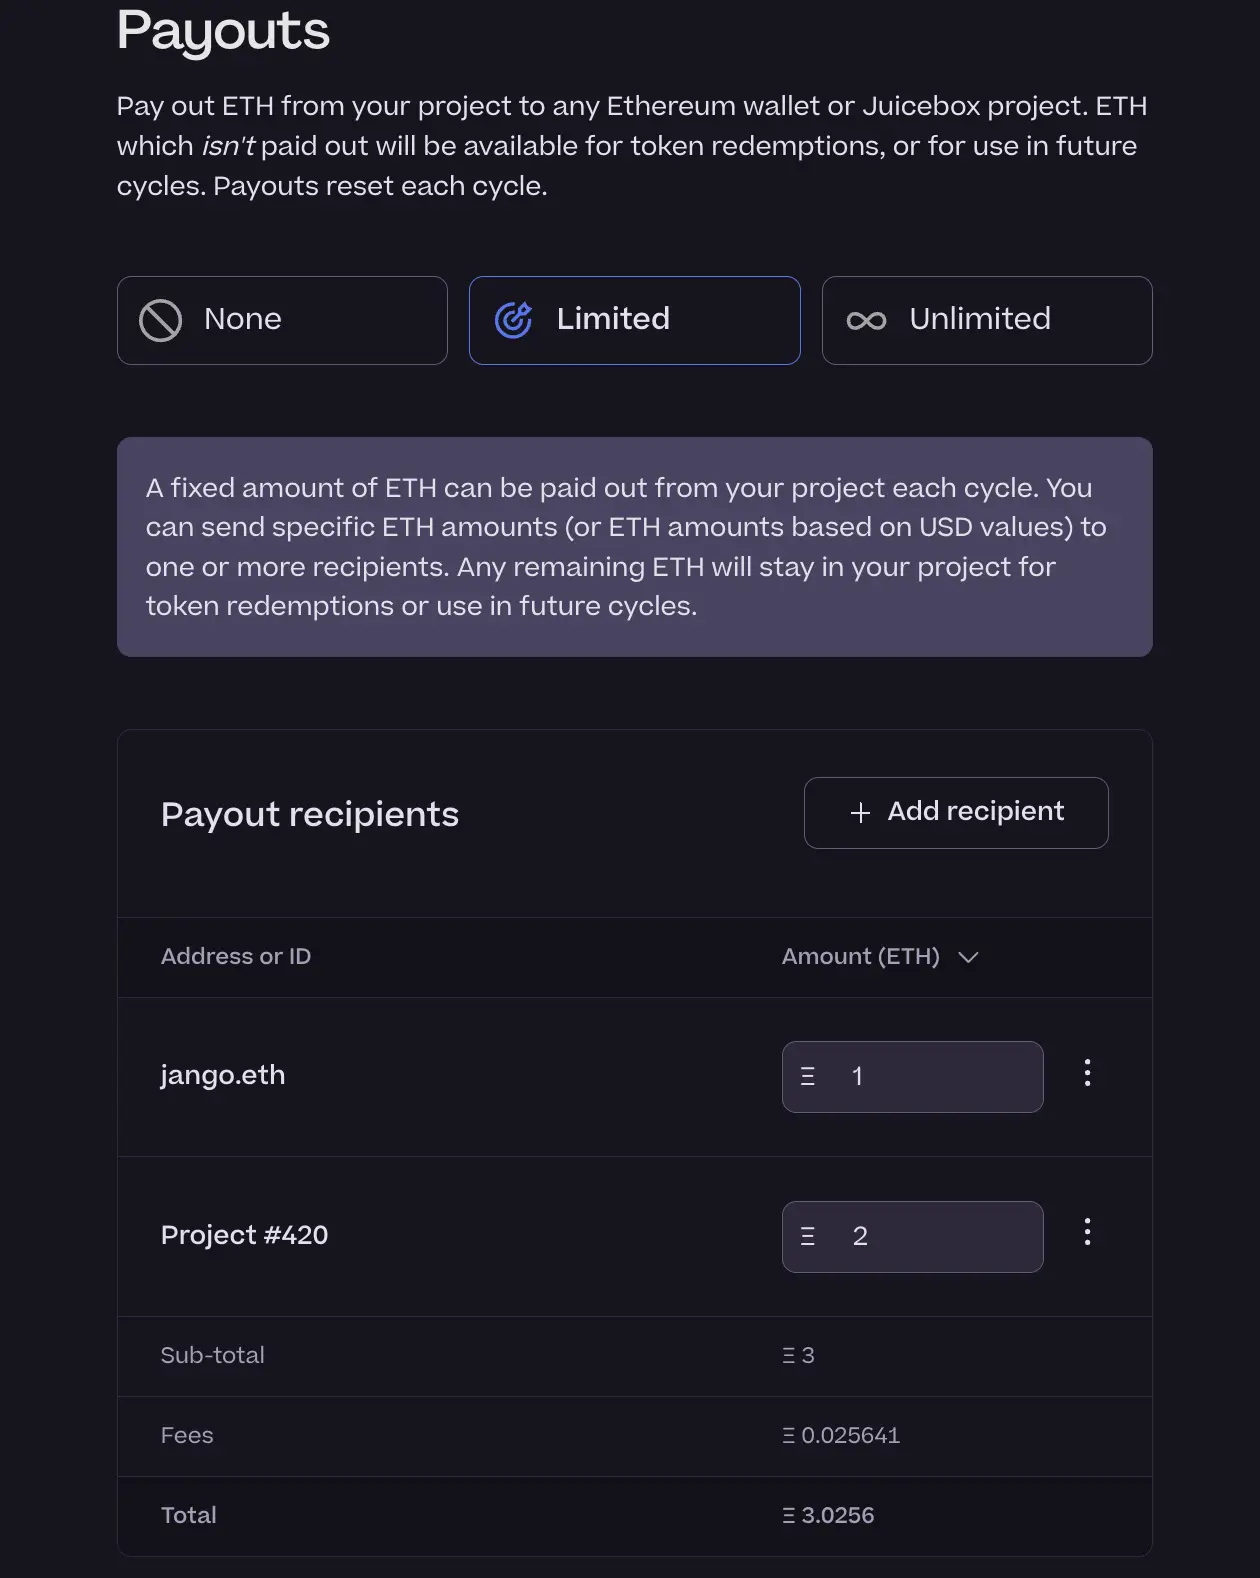 Payouts
Pay out ETH from your project to any Ethereum wallet or Juicebox project. ETH
which isn't paid out will be available for token redemptions, or for use in future
cycles. Payouts reset each cycle.
None
Limited
Unlimited
A fixed amount of ETH can be paid out from your project each cycle. You
can send specific ETH amounts (or ETH amounts based on USD values) to
one or more recipients. Any remaining ETH will stay in your project for
token redemptions or use in future cycles.
Payout recipients
+ Add recipient
Address or ID Amount (ETH)
jango.eth Ξ 1
Project #420 Ξ 2
Sub-total Ξ 3
Fees Ξ 0.025641
Total Ξ 3.0256